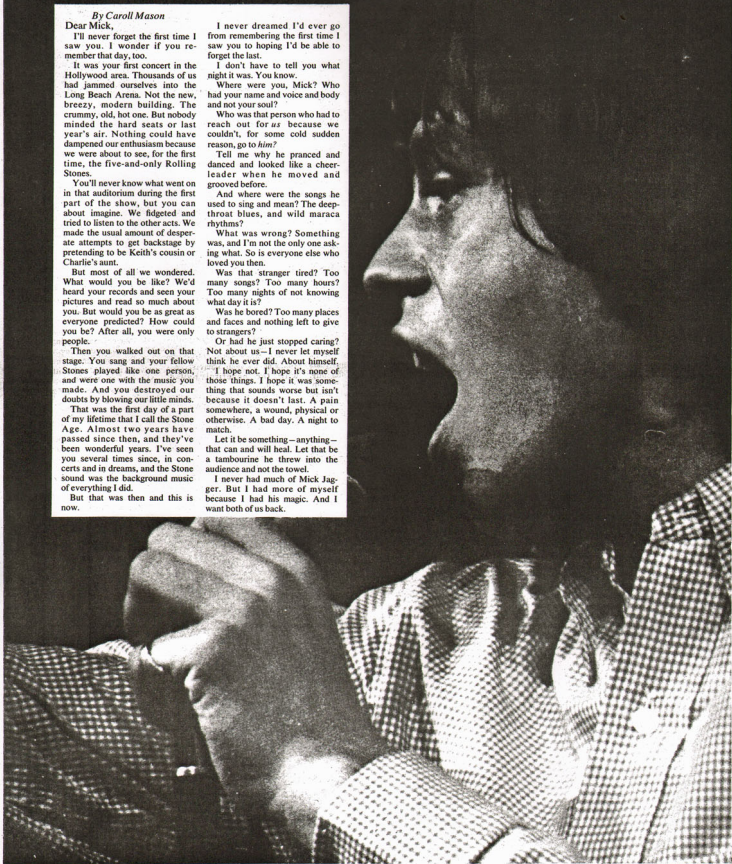 By Caroll Mason
Dear Mick,
I'll never forget the first time I
saw you. I wonder if you re-
member that day, too.
It was your first concert in the
Hollywood area. Thousands of us
had jammed ourselves into the
Long Beach Arena. Not the new,
breezy, modern building. The
crummy, old, hot one. But nobody
minded the hard seats or last
year's air. Nothing could have
dampened our enthusiasm because
we were about to see, for the first
time, the five-and-only Rolling
Stones.
You'll never know what went on
in that auditorium during the first
part of the show, but you can
about imagine. We fidgeted and
tried to listen to the other acts. We
made the usual amount of desper-
ate attempts to get backstage by
pretending to be Keith's cousin or
Charlie's aunt.
But most of all we wondered.
What would you be like? We'd
heard your records and seen your
pictures and read so much about
you. But would you be as great as
everyone predicted? How could
you be? After all, you were only
people.
Then you walked out on that
stage. You sang and your fellow
Stones played like one person,
and were one with the music you
made. And you destroyed our
doubts by blowing our little minds.
That was the first day of a part
of my lifetime that I call the Stone
Age. Almost two years have
passed since then, and they've
been wonderful years. I've seen
you several times since, in con-
certs and in dreams, and the Stone
sound was the background music
of everything I did.
But that was then and this is
now.
I never dreamed I'd ever go
from remembering the first time I
saw you to hoping I'd be able to
forget the last.
I don't have to tell you what
night it was. You know.
Where were you, Mick? Who
had your name and voice and body
and not your soul?
Who was that person who had to
reach out for us because we
couldn't, for some cold sudden
reason, go to him?
Tell me why he pranced and
danced and looked like a cheer-
leader when he moved and
grooved before.
And where were the songs he
used to sing and mean? The deep-
throat blues, and wild maraca
rhythms?
What was wrong? Something
was, and I'm not the only one ask-
ing what. So is everyone else who
loved you then.
Was that stranger tired? Too
many songs? Too many hours?
Too many nights of not knowing
what day it is?
Was he bored? Too many places
and faces and nothing left to give
to strangers?
Or had he just stopped caring?
Not about us—I never let myself
think he ever did. About himself.
I hope not. I hope it's none of
those things. I hope it was some-
thing that sounds worse but isn't
because it doesn't last. A pain
somewhere, a wound, physical or
otherwise. A bad day. A night to
match.
Let it be something—anything—
that can and will heal. Let that be
a tambourine he threw into the
audience and not the towel.
I never had much of Mick Jag-
ger. But I had more of myself
because I had his magic. And I
want both of us back.